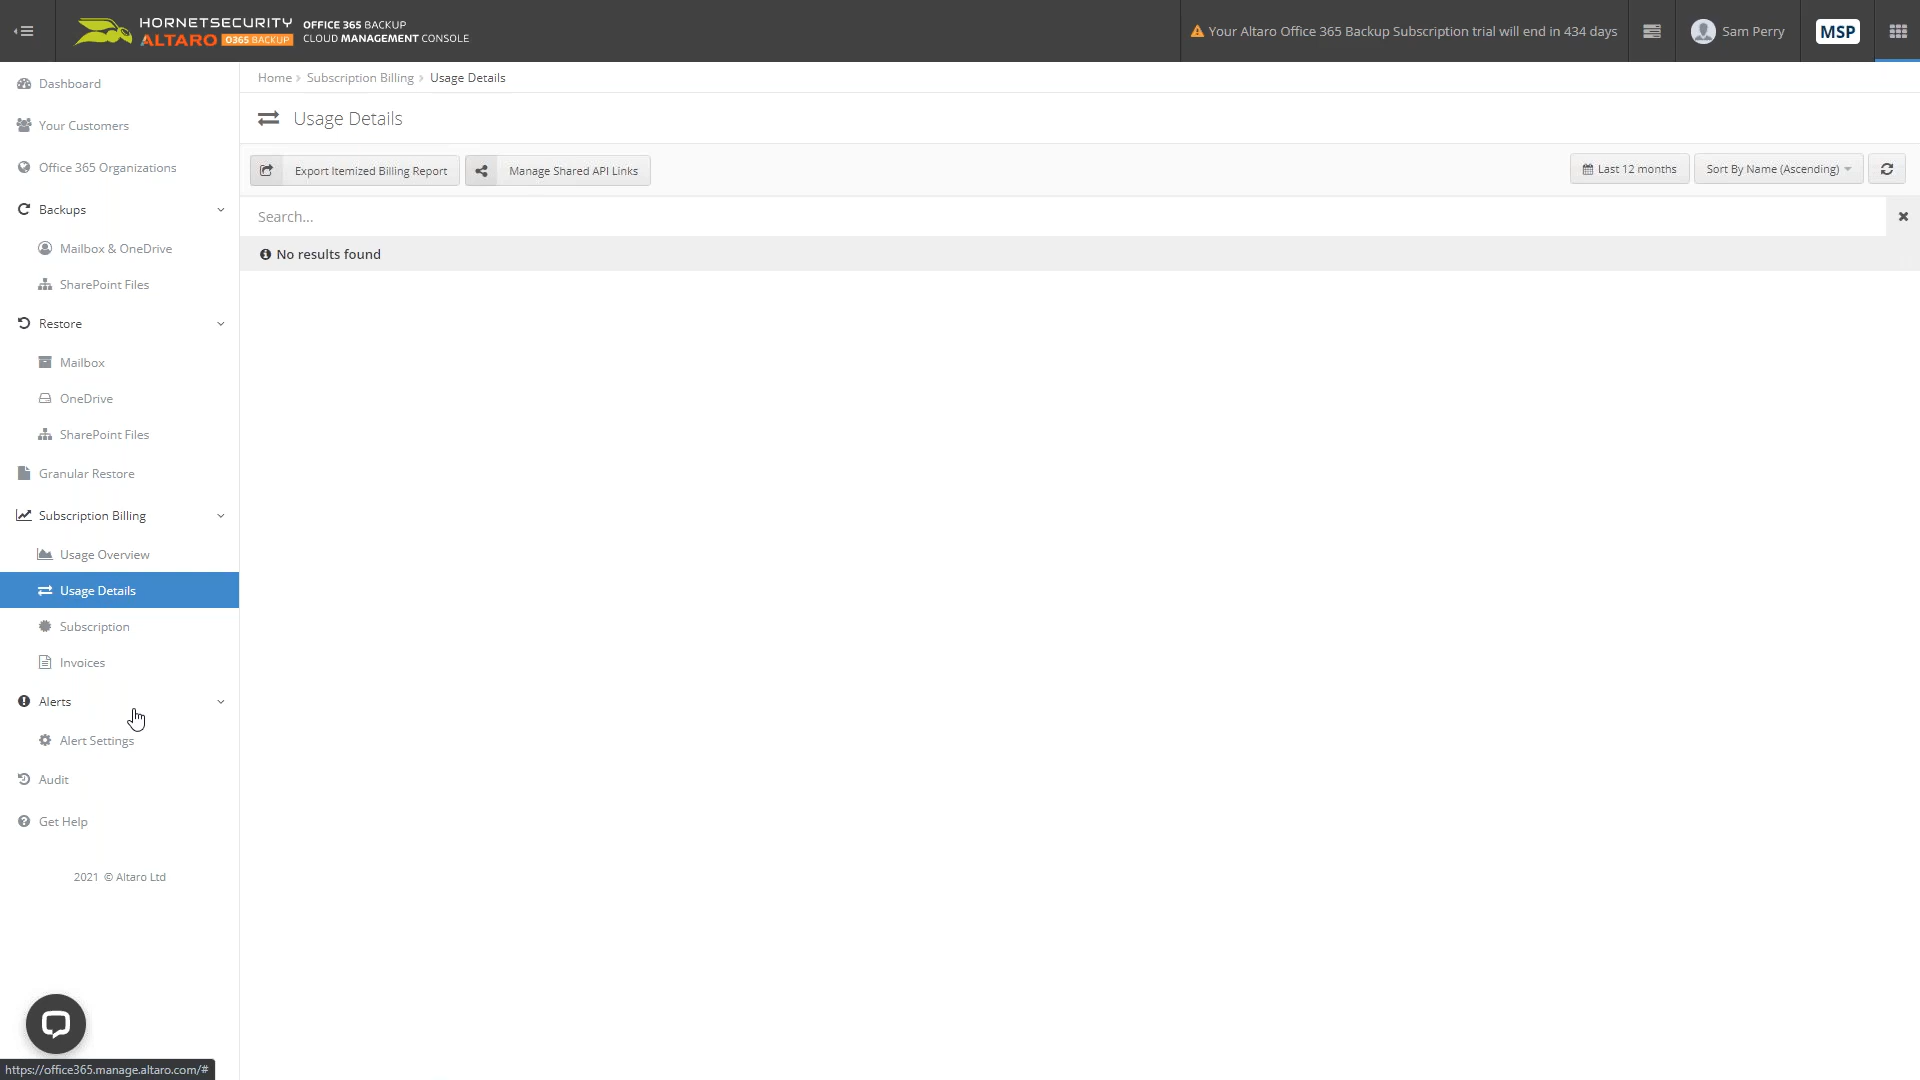 HORNETSECURITY
ALTARO O365 BACKUP
OFFICE 365 BACKUP
CLOUD MANAGEMENT CONSOLE
Your Altaro Office 365 Backup Subscription trial will end in 434 days
Sam Perry
MSP
Dashboard
Your Customers
Office 365 Organizations
Backups
Mailbox & OneDrive
SharePoint Files
Restore
Mailbox
OneDrive
SharePoint Files
Granular Restore
Subscription Billing
Usage Overview
Usage Details
Subscription
Invoices
Alerts
Alert Settings
Audit
Get Help
2021 © Altaro Ltd
Home › Subscription Billing › Usage Details
Usage Details
Export Itemized Billing Report
Manage Shared API Links
Last 12 months
Sort By Name (Ascending)
Search...
No results found
https://office365.manage.altaro.com/#